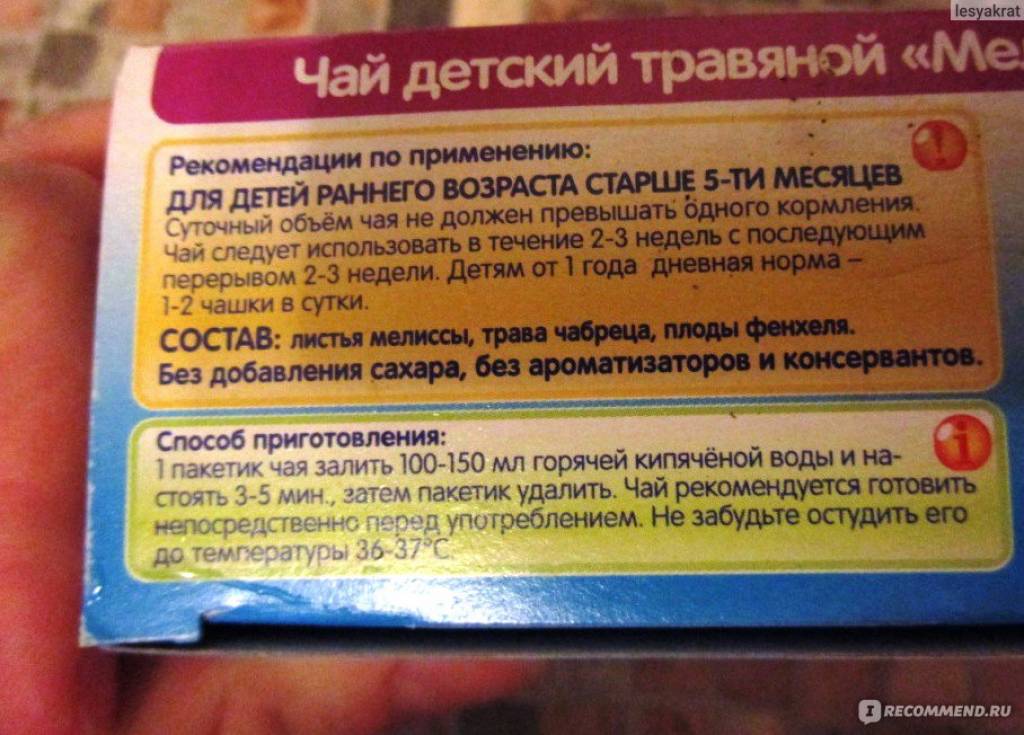 lesyakrat
Чай детский травяной «Ме
Рекомендации по применению:
ДЛЯ ДЕТЕЙ РАННЕГО ВОЗРАСТА СТАРШЕ 5-ТИ МЕСЯЦЕВ
Суточный объём чая не должен превышать одного кормления.
Чай следует использовать в течение 2-3 недель с последующим
перерывом 2-3 недели. Детям от 1 года дневная норма –
1-2 чашки в сутки.
СОСТАВ: листья мелиссы, трава чабреца, плоды фенхеля.
Без добавления сахара, без ароматизаторов и консервантов.
Способ приготовления:
1 пакетик чая залить 100-150 мл горячей кипячёной воды и на-
стоять 3-5 мин., затем пакетик удалить. Чай рекомендуется готовить
непосредственно перед употреблением. Не забудьте остудить его
до температуры 36-37°С.
RECOMMEND.RU